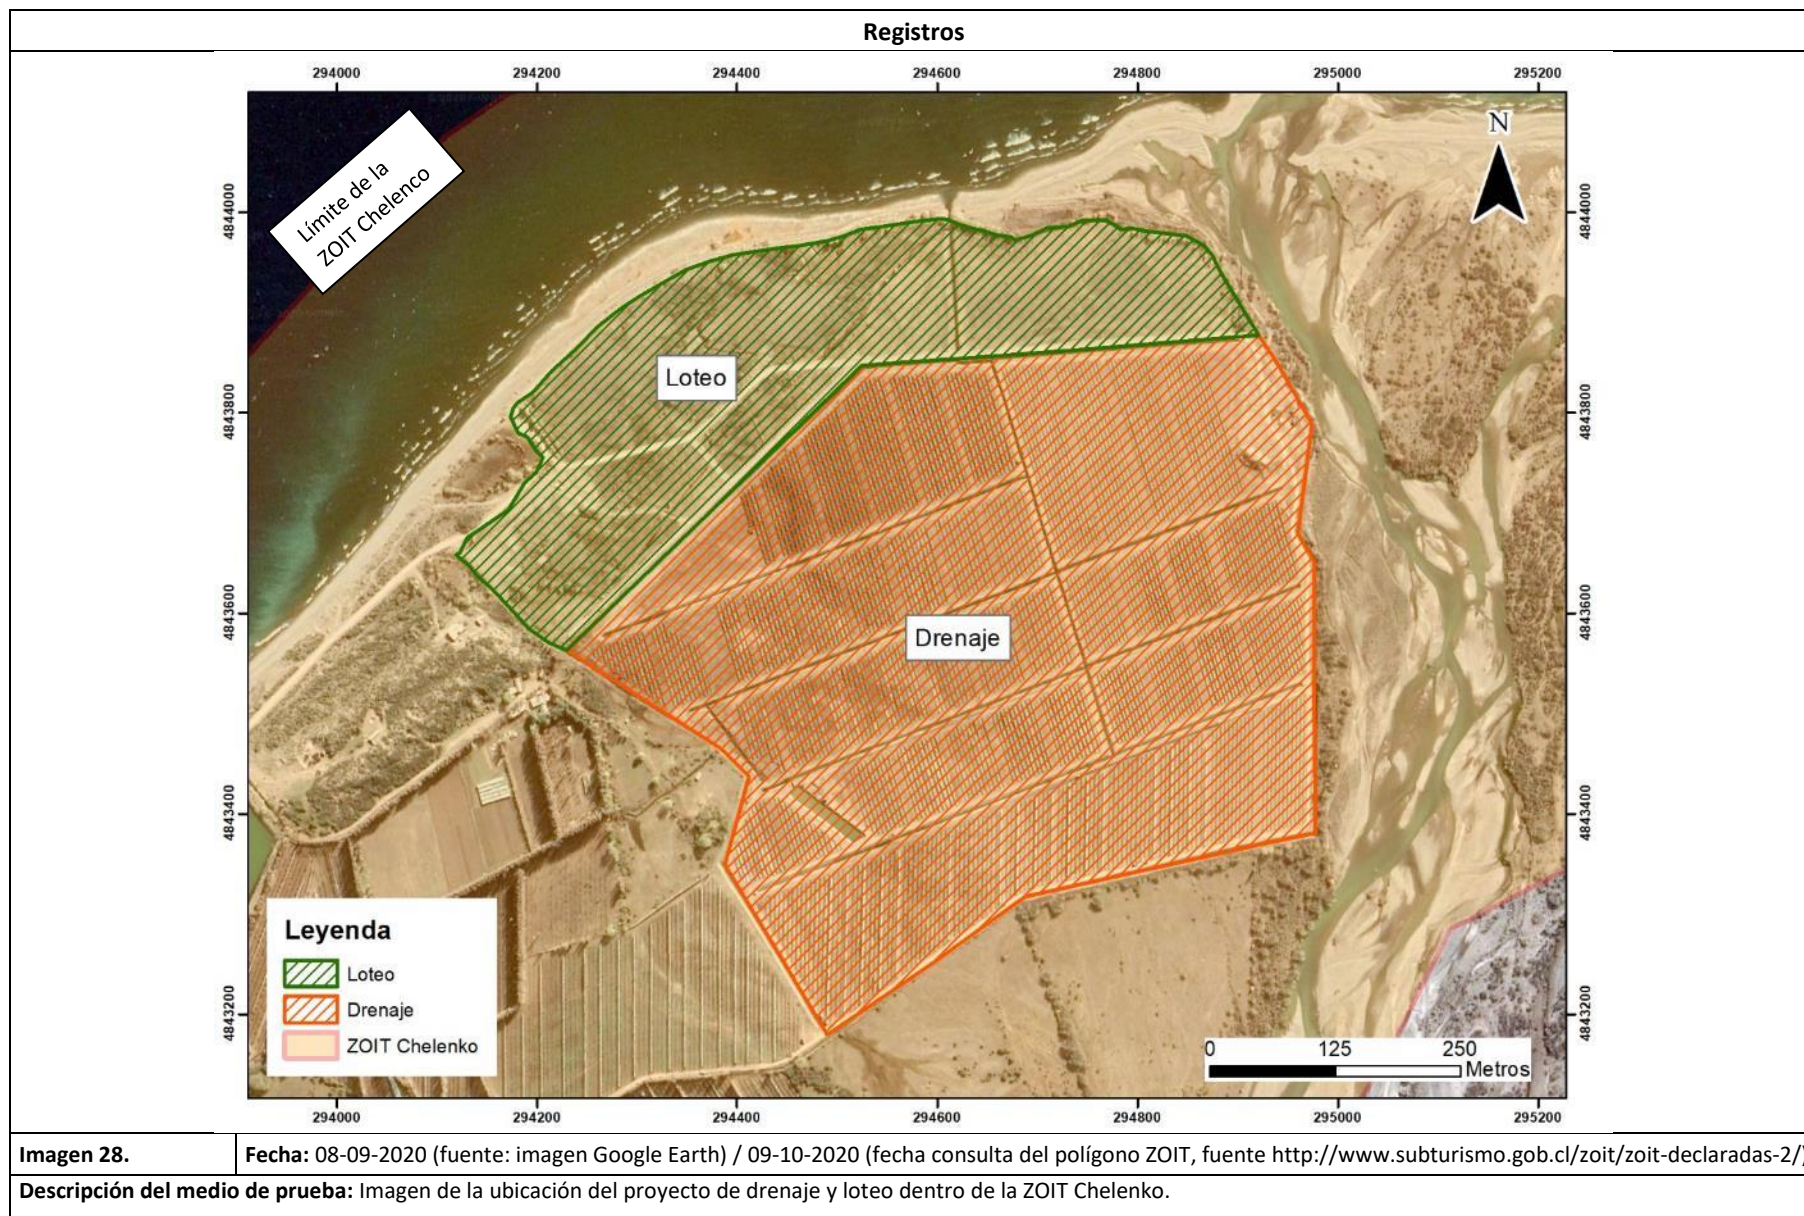 Registros
294000 294200 294400 294600 294800 295000 295200
Límite de la
ZOIT Chelenco
N
4844000
4844000
Loteo
4843800
4843800
4843600
4843600
Drenaje
4843400
4843400
4843200
4843200
Leyenda
Loteo
Drenaje
ZOIT Chelenko
0 125 250
Metros
294000 294200 294400 294600 294800 295000 295200
Imagen 28. Fecha: 08-09-2020 (fuente: imagen Google Earth) / 09-10-2020 (fecha consulta del polígono ZOIT, fuente http://www.subturismo.gob.cl/zoit/zoit-declaradas-2/)
Descripción del medio de prueba: Imagen de la ubicación del proyecto de drenaje y loteo dentro de la ZOIT Chelenko.